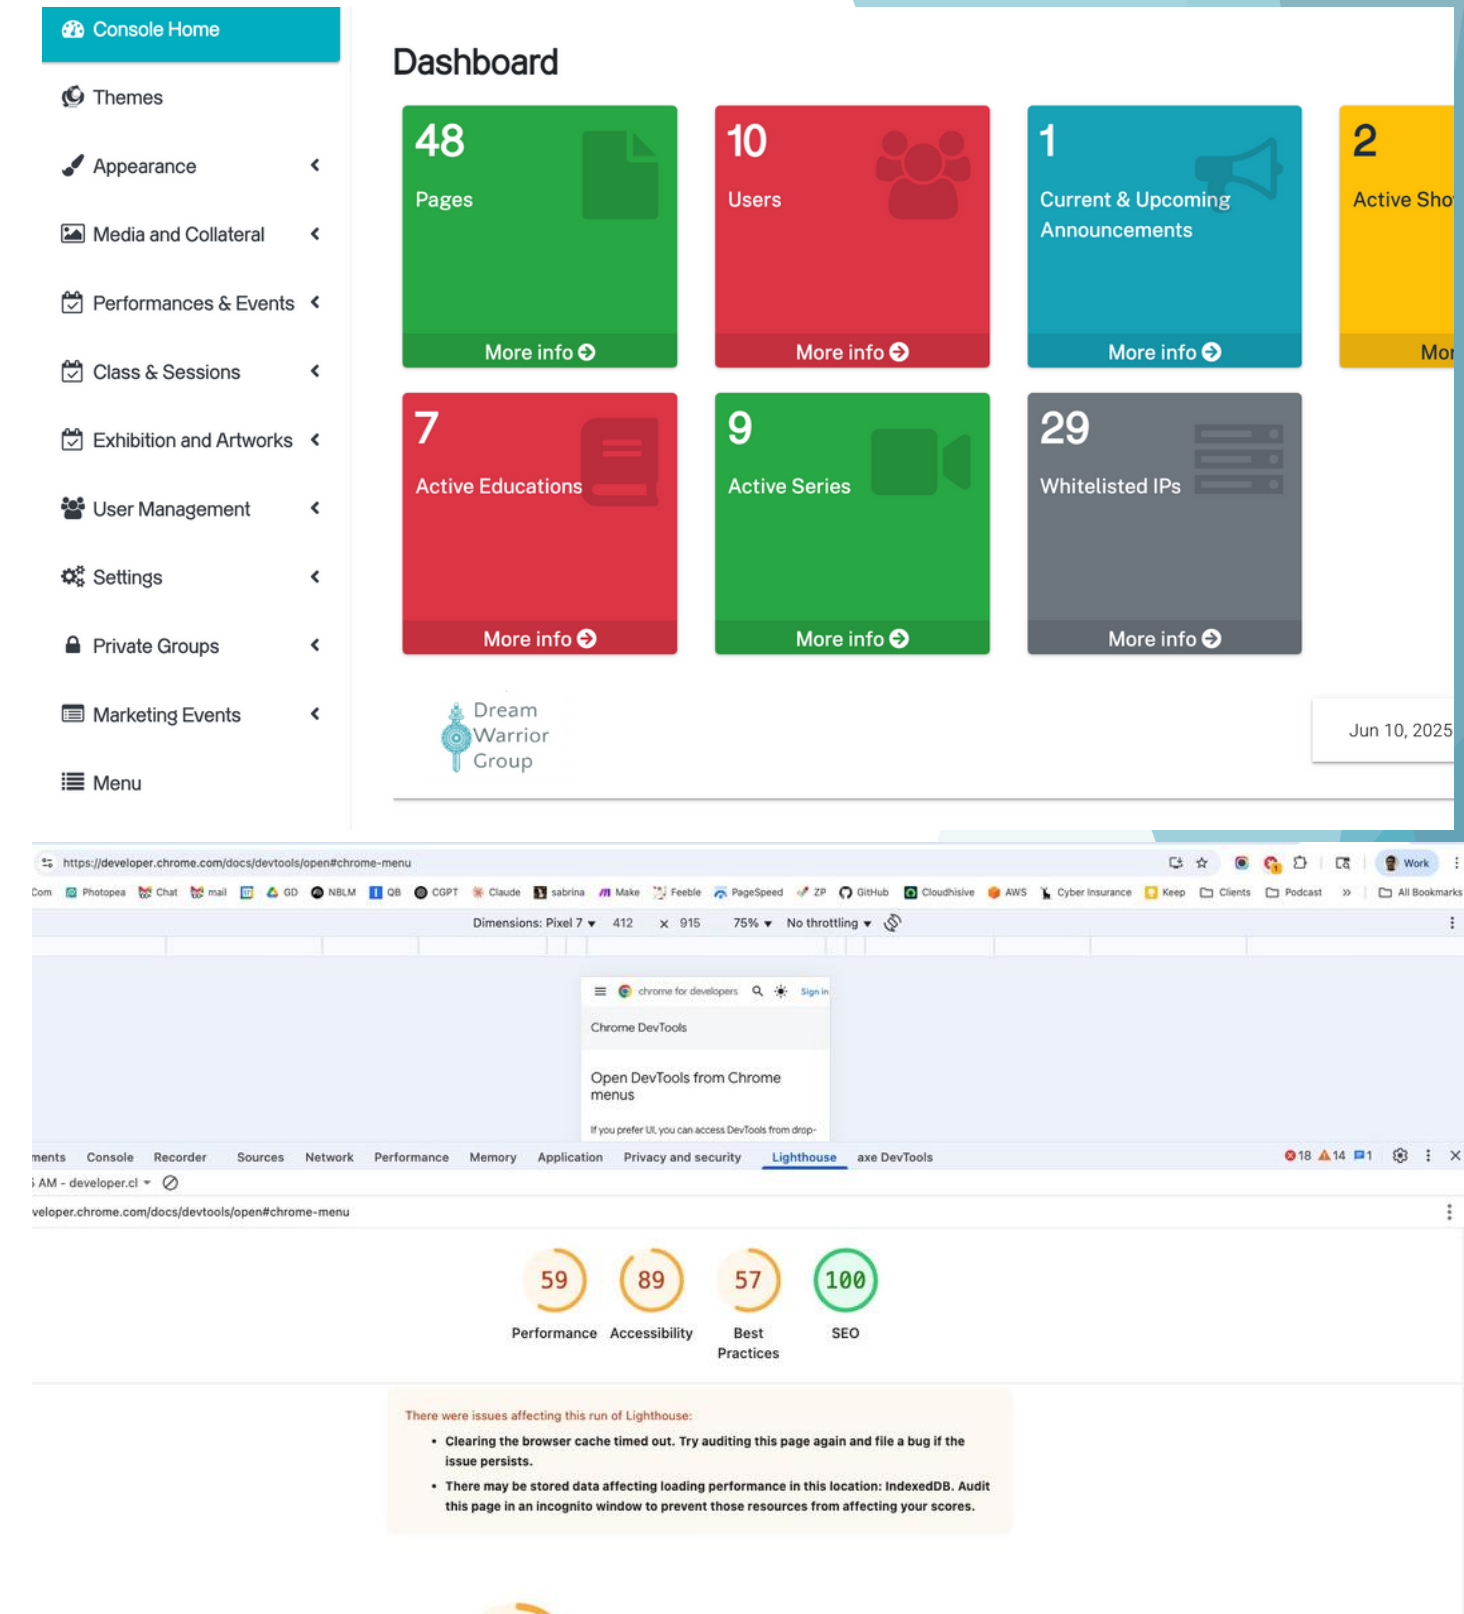 Console Home
Themes
Appearance
Media and Collateral
Performances & Events
Class & Sessions
Exhibition and Artworks
User Management
Settings
Private Groups
Marketing Events
Menu
Dashboard
48
Pages
More info
10
Users
More info
1
Current & Upcoming
Announcements
More info
2
Active Sho
Mor
7
Active Educations
More info
9
Active Series
More info
29
Whitelisted IPs
More info
Dream
Warrior
Group
Jun 10, 2025
https://developer.chrome.com/docs/devtools/open#chrome-menu
Work
Com Photopea Chat mail GD NBLM QB CGPT Claude sabrina Make Feeble PageSpeed ZP GitHub Cloudhisive AWS Cyber Insurance Keep Clients Podcast » All Bookmarks
Dimensions: Pixel 7 412 x 915 75% No throttling
chrome for developers Sign in
Chrome DevTools
Open DevTools from Chrome
menus
If you prefer UI, you can access DevTools from drop-
ments Console Recorder Sources Network Performance Memory Application Privacy and security Lighthouse axe DevTools 18 14 1
AM - developer.cl
veloper.chrome.com/docs/devtools/open#chrome-menu
59 89 57 100
Performance Accessibility Best SEO
Practices
There were issues affecting this run of Lighthouse:
• Clearing the browser cache timed out. Try auditing this page again and file a bug if the
issue persists.
• There may be stored data affecting loading performance in this location: IndexedDB. Audit
this page in an incognito window to prevent those resources from affecting your scores.